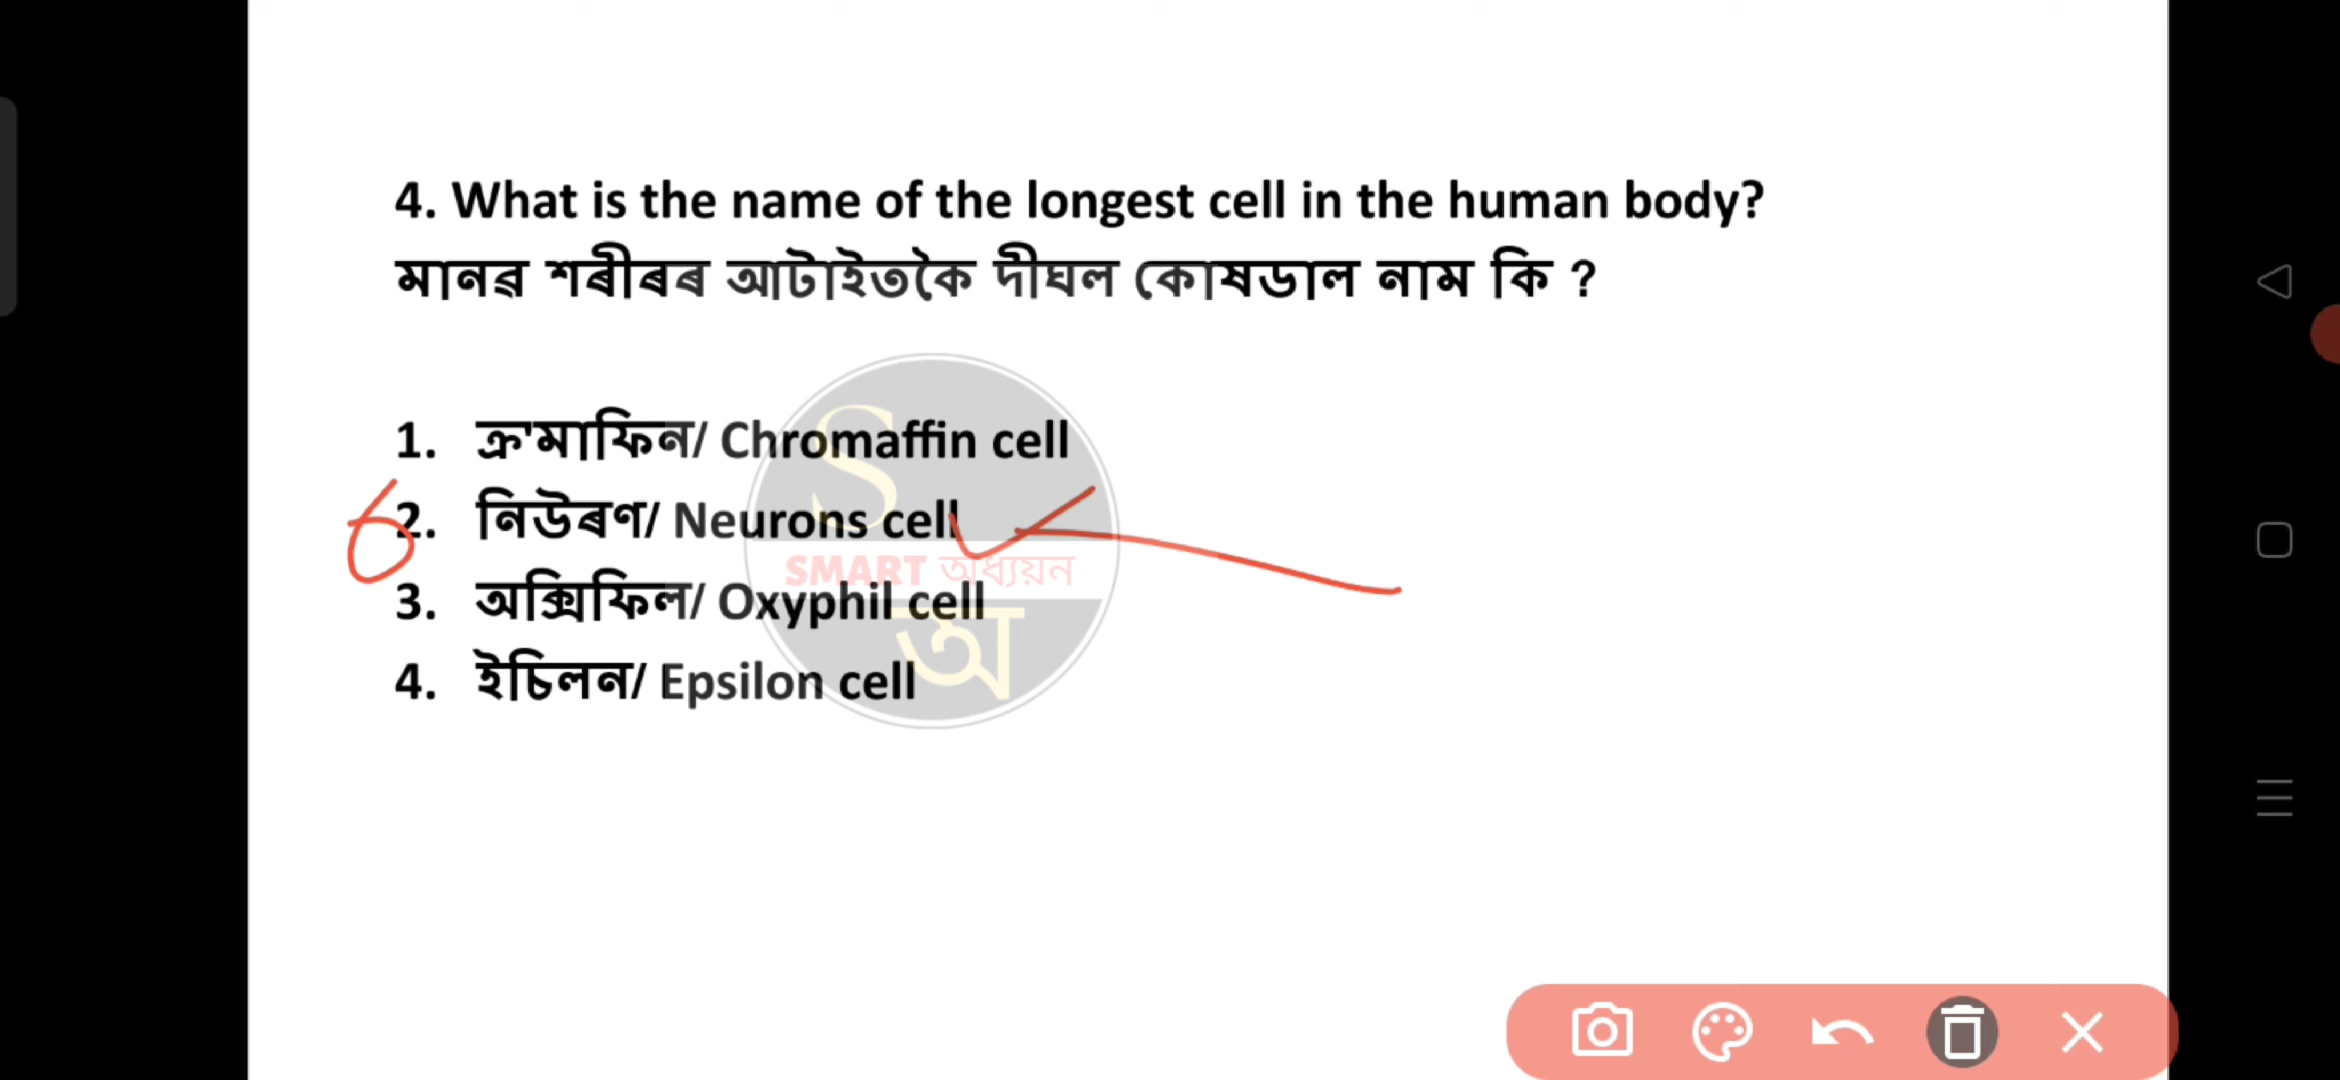 4. What is the name of the longest cell in the human body?
মানৱ শৰীৰৰ আটাইতকৈ দীঘল কোষডাল নাম কি ?
1. ক্ৰ'মাফিন/ Chromaffin cell
2. নিউৰণ/ Neurons cell
SMART অধ্যয়ন
3. অক্সিফিল/ Oxyphil cell
4. ইচিলন/ Epsilon cell
S
অ